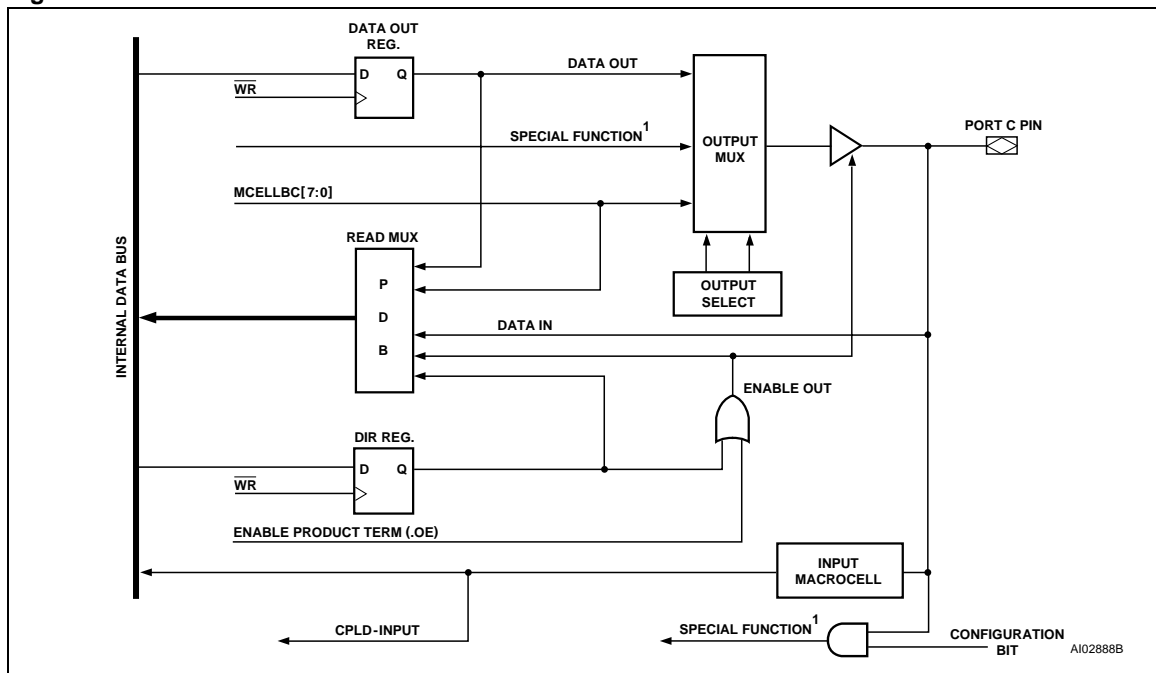 DATA OUT
REG.
D Q
WR
DATA OUT
SPECIAL FUNCTION1
OUTPUT
MUX
PORT C PIN
MCELLBC[7:0]
READ MUX
P
D
B
OUTPUT
SELECT
INTERNAL DATA BUS
DATA IN
ENABLE OUT
DIR REG.
D Q
WR
ENABLE PRODUCT TERM (.OE)
INPUT
MACROCELL
CPLD-INPUT
SPECIAL FUNCTION1
CONFIGURATION
BIT
AI02888B